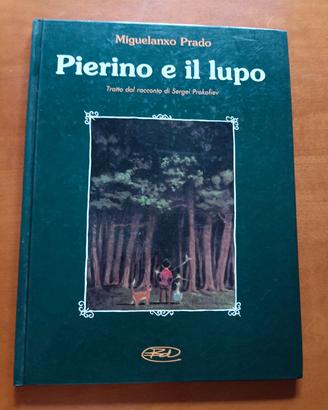 Miguelanxo Prado
Pierino e il lupo
Tratto dal racconto di Sergei Prokofiev